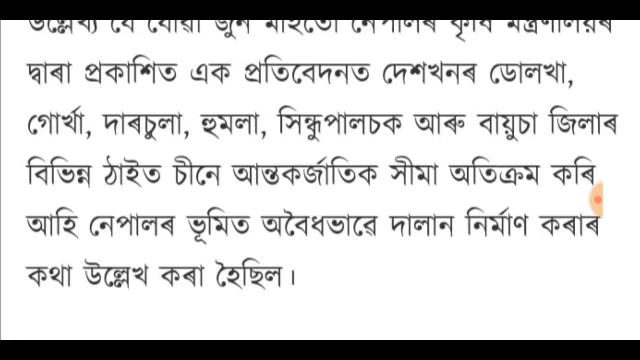 উল্লেখ্য যে যোৱা জুন মাহতো নেপালৰ কৃষি মন্ত্ৰণালয়ৰ
দ্বাৰা প্ৰকাশিত এক প্ৰতিবেদনত দেশখনৰ ডোলখা,
গোৰ্খা, দাৰচুলা, হুমলা, সিন্ধুপালচক আৰু বায়ুচা জিলাৰ
বিভিন্ন ঠাইত চীনে আন্তৰ্জাতিক সীমা অতিক্ৰম কৰি
আহি নেপালৰ ভূমিত অবৈধভাৱে দালান নিৰ্মাণ কৰাৰ
কথা উল্লেখ কৰা হৈছিল।